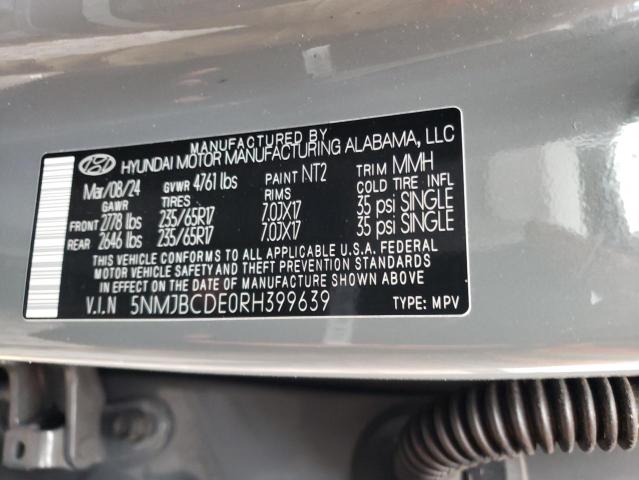 MANUFACTURED BY
HYUNDAI MOTOR MANUFACTURING ALABAMA, LLC
Mar/08/24 GVWR 4761 lbs PAINT NT2 TRIM MMH
GAWR TIRES RIMS COLD TIRE INFL
FRONT 2778 lbs 235/65R17 7.0JX17 35 psi SINGLE
REAR 2646 lbs 235/65R17 7.0JX17 35 psi SINGLE
THIS VEHICLE CONFORMS TO ALL APPLICABLE U.S.A. FEDERAL
MOTOR VEHICLE SAFETY AND THEFT PREVENTION STANDARDS
IN EFFECT ON THE DATE OF MANUFACTURE SHOWN ABOVE.
V.I.N 5NMJBCDE0RH399639 TYPE: MPV